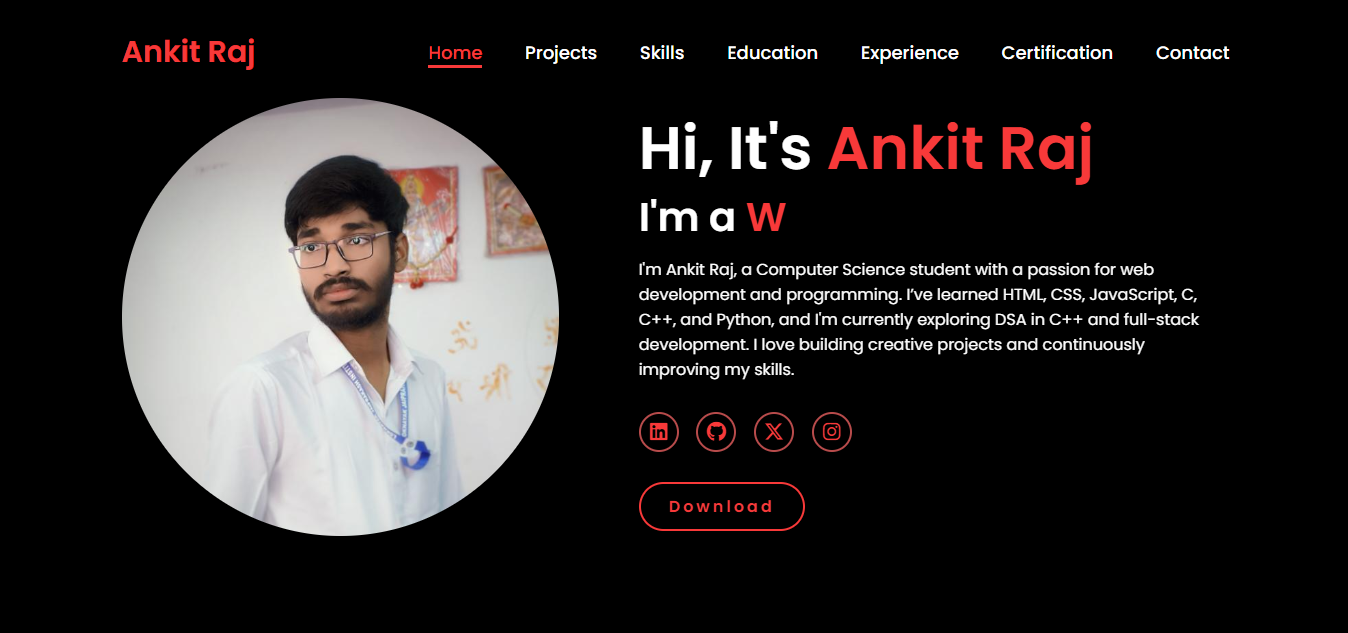 Ankit Raj
Home Projects Skills Education Experience Certification Contact
Hi, It's Ankit Raj
I'm a W
I'm Ankit Raj, a Computer Science student with a passion for web
development and programming. I’ve learned HTML, CSS, JavaScript, C,
C++, and Python, and I'm currently exploring DSA in C++ and full-stack
development. I love building creative projects and continuously
improving my skills.
Download